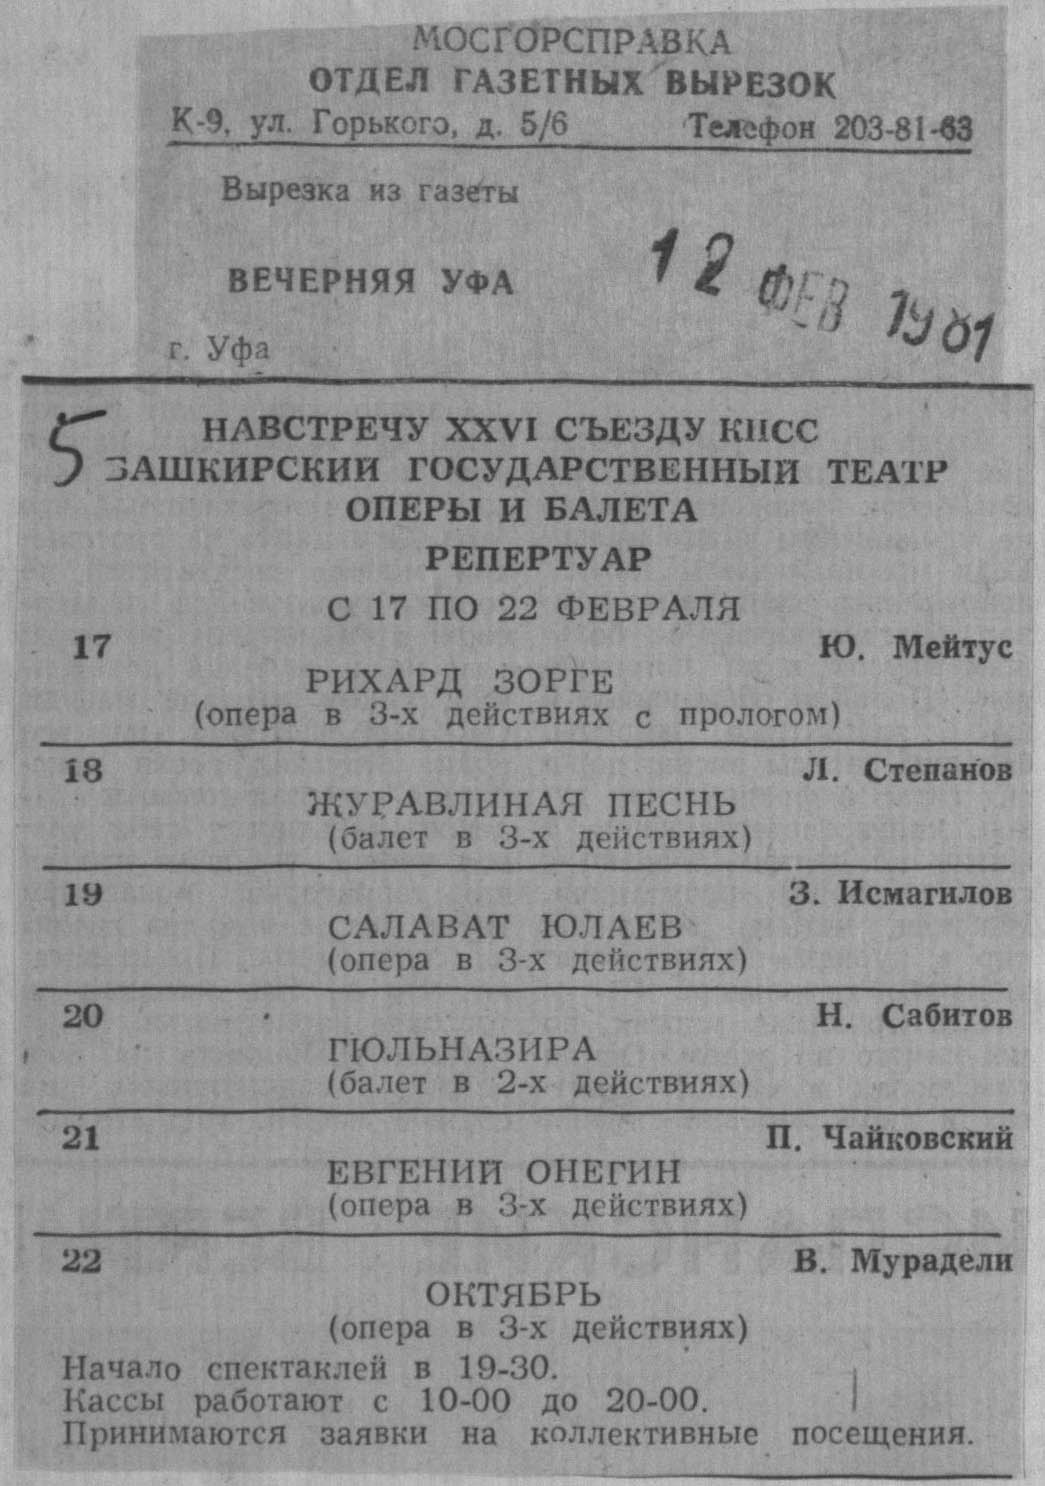 МОСГОРСПРАВКА
ОТДЕЛ ГАЗЕТНЫХ ВЫРЕЗОК
К-9, ул. Горького, д. 5/6 Телефон 203-81-63
Вырезка из газеты
ВЕЧЕРНЯЯ УФА
12 ФЕВ 1981
г. Уфа
5
НАВСТРЕЧУ XXVI СЪЕЗДУ КПСС
БАШКИРСКИЙ ГОСУДАРСТВЕННЫЙ ТЕАТР
ОПЕРЫ И БАЛЕТА
РЕПЕРТУАР
С 17 ПО 22 ФЕВРАЛЯ
17 Ю. Мейтус
РИХАРД ЗОРГЕ
(опера в 3-х действиях с прологом)
18 Л. Степанов
ЖУРАВЛИНАЯ ПЕСНЬ
(балет в 3-х действиях)
19 З. Исмагилов
САЛАВАТ ЮЛАЕВ
(опера в 3-х действиях)
20 Н. Сабитов
ГЮЛЬНАЗИРА
(балет в 2-х действиях)
21 П. Чайковский
ЕВГЕНИЙ ОНЕГИН
(опера в 3-х действиях)
22 В. Мурадели
ОКТЯБРЬ
(опера в 3-х действиях)
Начало спектаклей в 19-30.
Кассы работают с 10-00 до 20-00.
Принимаются заявки на коллективные посещения.